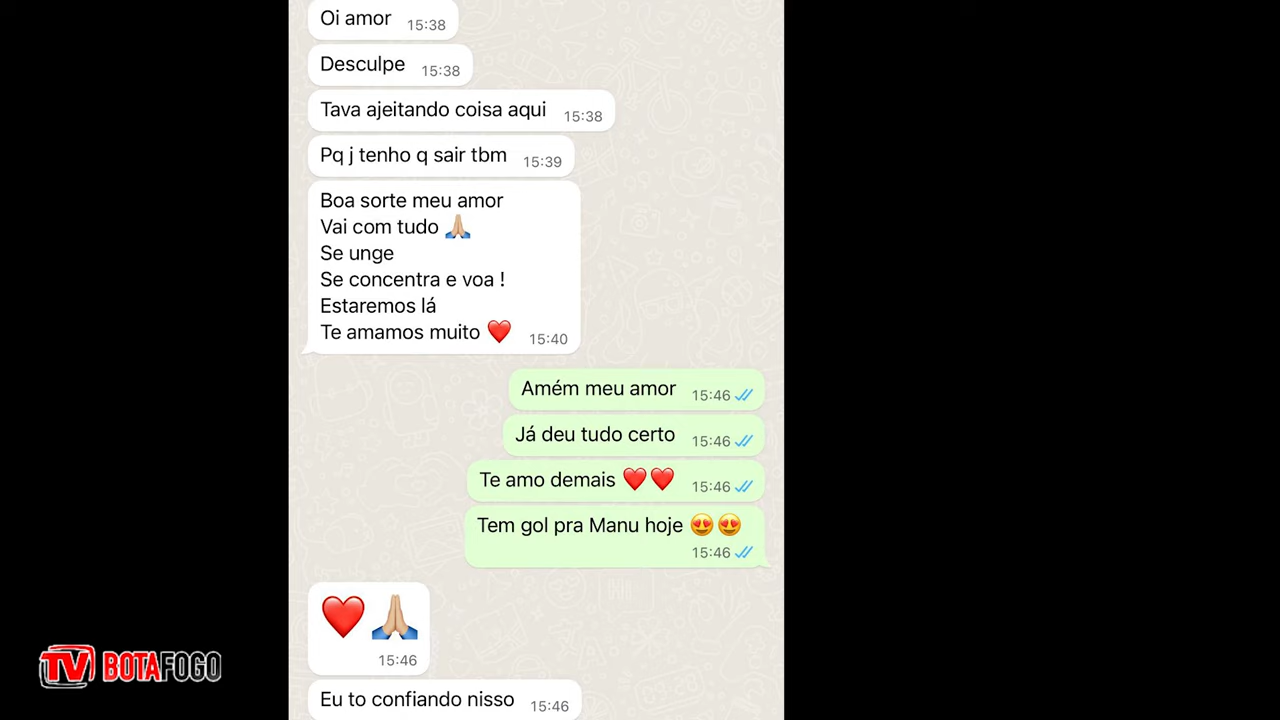 Oi amor 15:38
Desculpe 15:38
Tava ajeitando coisa aqui 15:38
Pq j tenho q sair tbm 15:39
Boa sorte meu amor
Vai com tudo 🙏🏼
Se unge
Se concentra e voa !
Estaremos lá
Te amamos muito ❤️ 15:40
Amém meu amor 15:46
Já deu tudo certo 15:46
Te amo demais ❤️❤️ 15:46
Tem gol pra Manu hoje 😍😍
15:46
❤️🙏🏼
15:46
Eu to confiando nisso 15:46
TV BOTAFOGO